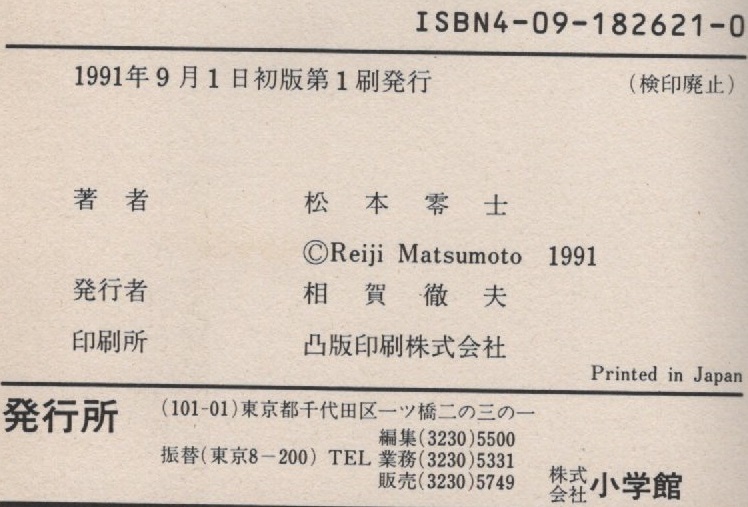 ISBN4-09-182621-0
1991年9月1日初版第1刷発行 (検印廃止)
著者 松本零士
©Reiji Matsumoto 1991
発行者 相賀徹夫
印刷所 凸版印刷株式会社
Printed in Japan
発行所 (101-01)東京都千代田区一ツ橋二の三の一
編集(3230)5500
振替(東京8-200) TEL 業務(3230)5331
販売(3230)5749
株式会社 小学館